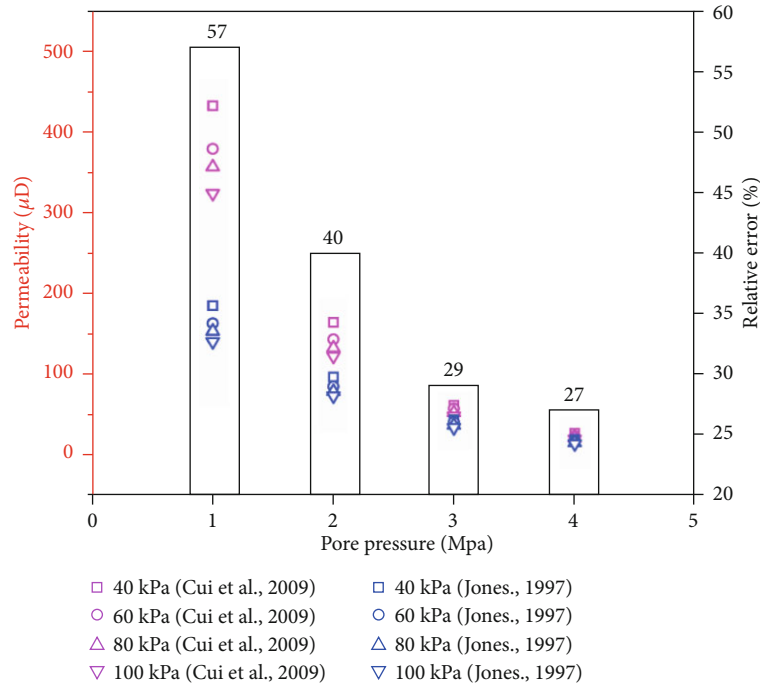 57
40
29
27
500
400
300
200
100
0
Permeability (μD)
60
55
50
45
40
35
30
25
20
Relative error (%)
0 1 2 3 4 5
Pore pressure (Mpa)
40 kPa (Cui et al., 2009) 40 kPa (Jones., 1997)
60 kPa (Cui et al., 2009) 60 kPa (Jones., 1997)
80 kPa (Cui et al., 2009) 80 kPa (Jones., 1997)
100 kPa (Cui et al., 2009) 100 kPa (Jones., 1997)